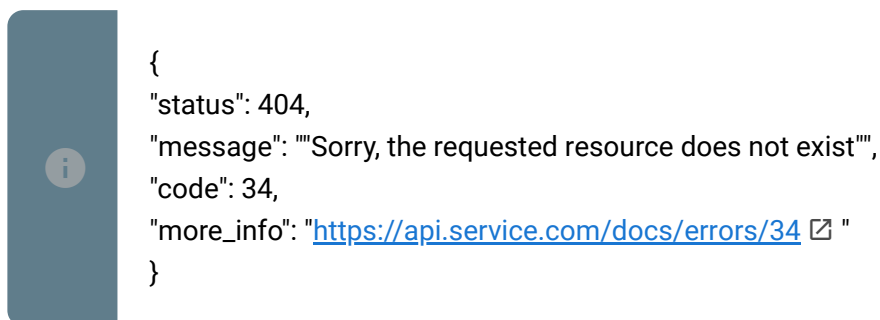 {
"status": 404,
"message": ""Sorry, the requested resource does not exist"",
"code": 34,
"more_info": "https://api.service.com/docs/errors/34 "
}